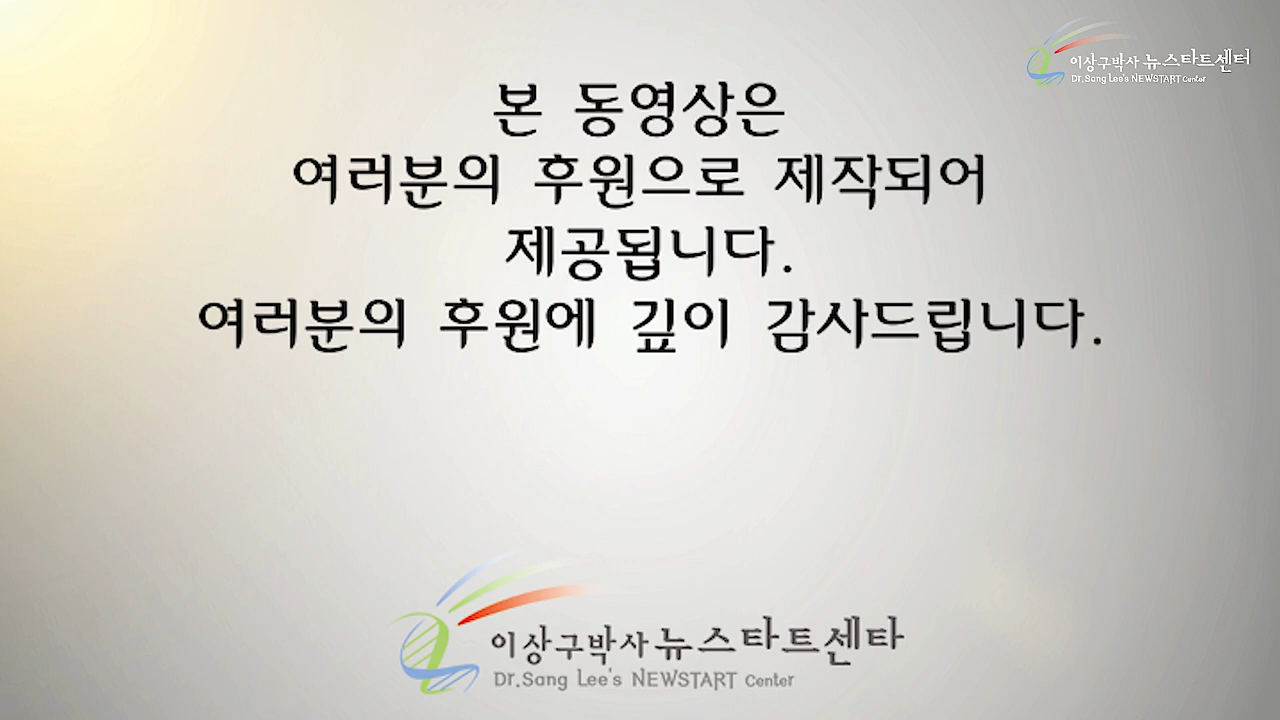 이상구박사 뉴스타트센터
Dr.Sang Lee's NEWSTART Center
본 동영상은
여러분의 후원으로 제작되어
제공됩니다.
여러분의 후원에 깊이 감사드립니다.
이상구박사 뉴스타트센타
Dr.Sang Lee's NEWSTART Center